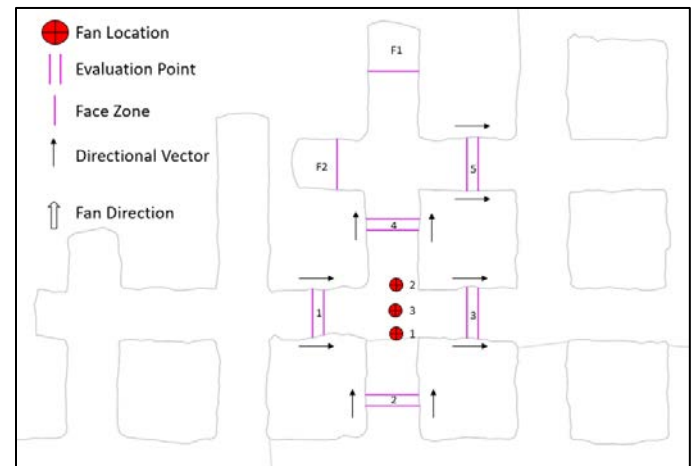 Fan Location
Evaluation Point
Face Zone
Directional Vector
Fan Direction
F1
F2
5
4
2
1
3
3
1
2